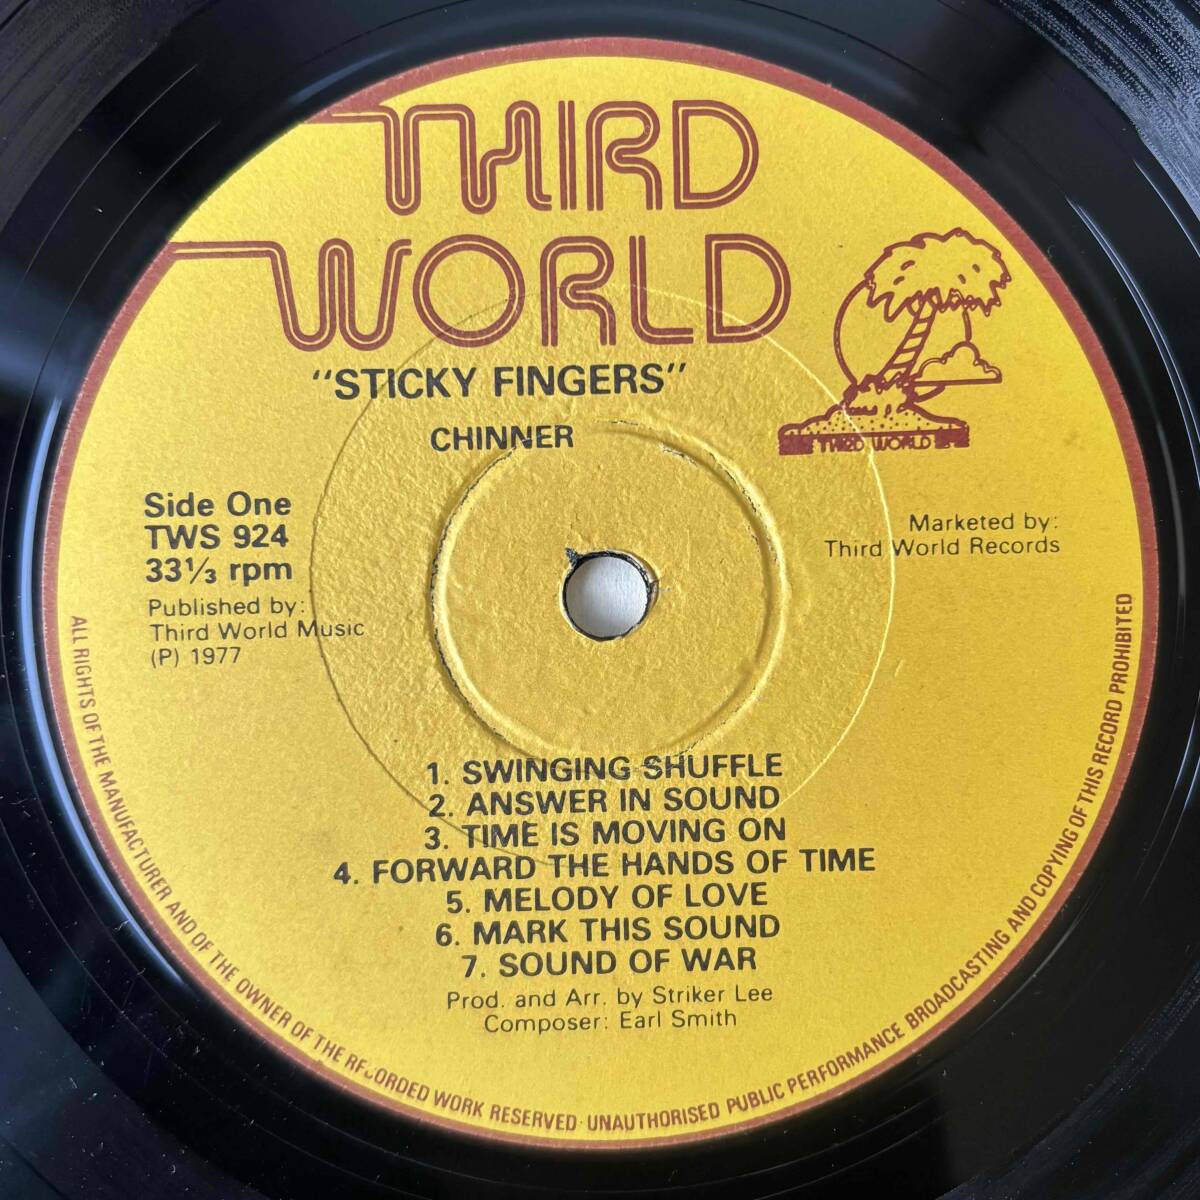 THIRD
WORLD
"STICKY FINGERS"
CHINNER
THIRD WORLD
Side One
TWS 924
33⅓ rpm
Published by:
Third World Music
(P) 1977
Marketed by:
Third World Records
1. SWINGING SHUFFLE
2. ANSWER IN SOUND
3. TIME IS MOVING ON
4. FORWARD THE HANDS OF TIME
5. MELODY OF LOVE
6. MARK THIS SOUND
7. SOUND OF WAR
Prod. and Arr. by Striker Lee
Composer: Earl Smith
ALL RIGHTS OF THE MANUFACTURER AND OF THE OWNER OF THE RECORDED WORK RESERVED · UNAUTHORISED PUBLIC PERFORMANCE BROADCASTING AND COPYING OF THIS RECORD PROHIBITED